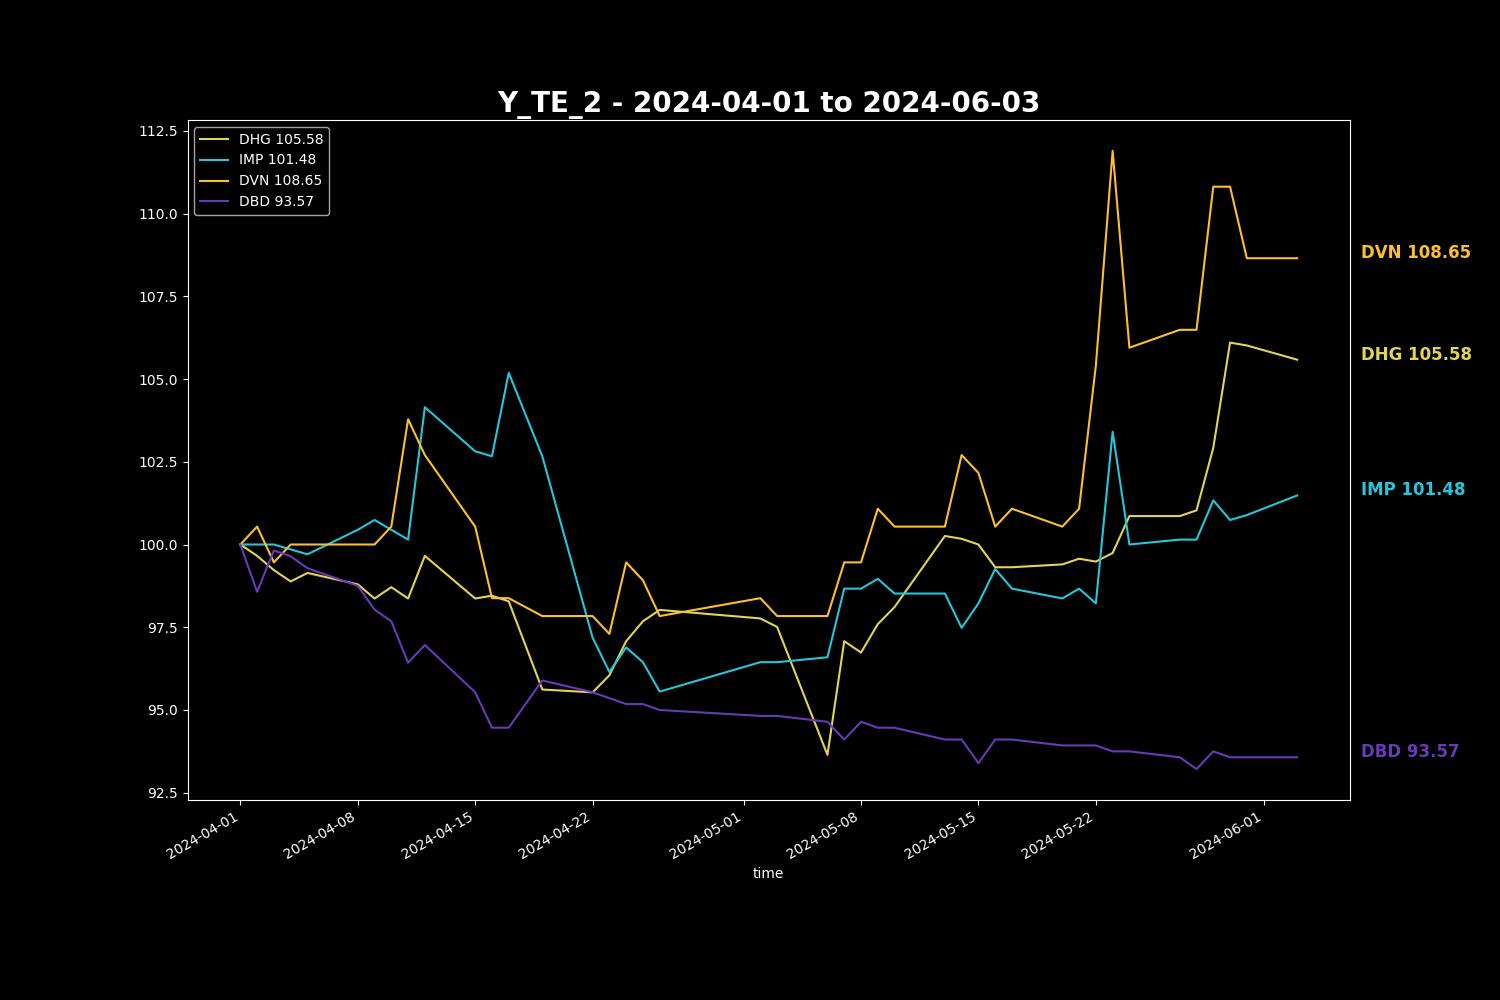 Y_TE_2 - 2024-04-01 to 2024-06-03
112.5
110.0
107.5
105.0
102.5
100.0
97.5
95.0
92.5
DHG 105.58
IMP 101.48
DVN 108.65
DBD 93.57
DVN 108.65
DHG 105.58
IMP 101.48
DBD 93.57
2024-04-01
2024-04-08
2024-04-15
2024-04-22
2024-05-01
2024-05-08
2024-05-15
2024-05-22
2024-06-01
time